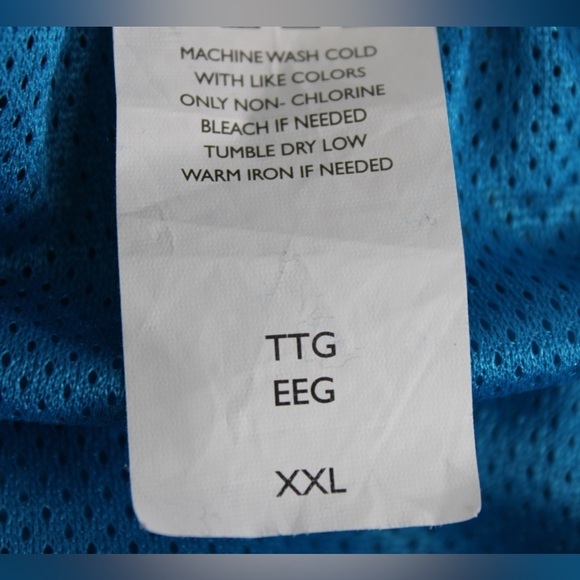 MACHINE WASH COLD
WITH LIKE COLORS
ONLY NON- CHLORINE
BLEACH IF NEEDED
TUMBLE DRY LOW
WARM IRON IF NEEDED
TTG
EEG
XXL